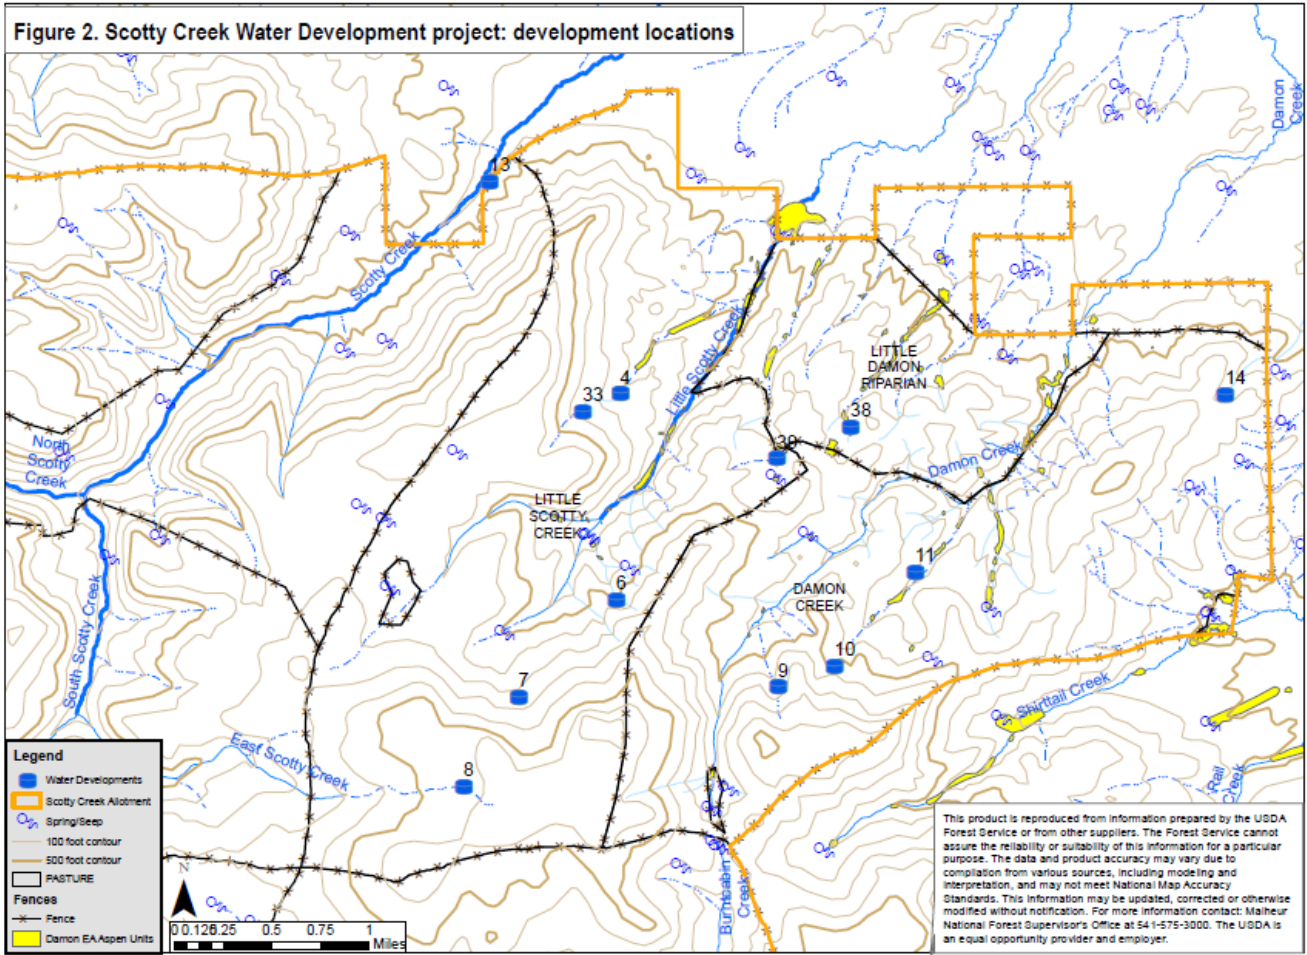 Figure 2. Scotty Creek Water Development project: development locations
Damon
Creek
13
Scotty Creek
Little Scotty Creek
LITTLE
DAMON
RIPARIAN
14
4
33
38
39
North
Scotty
Creek
Damon Creek
LITTLE
SCOTTY
CREEK
11
6
DAMON
CREEK
South Scotty Creek
10
9
7
Shirttail Creek
East Scotty Creek
8
Rail
Creek
Burntcabin
Creek
Legend
Water Developments
Scotty Creek Allotment
Spring/Seep
100 foot contour
500 foot contour
PASTURE
Fences
Fence
Damon EA Aspen Units
N
0 0.125 0.25 0.5 0.75 1
Miles
This product is reproduced from information prepared by the USDA
Forest Service or from other suppliers. The Forest Service cannot
assure the reliability or suitability of this information for a particular
purpose. The data and product accuracy may vary due to
compilation from various sources, including modeling and
interpretation, and may not meet National Map Accuracy
Standards. This information may be updated, corrected or otherwise
modified without notification. For more information contact: Malheur
National Forest Supervisor's Office at 541-575-3000. The USDA is
an equal opportunity provider and employer.